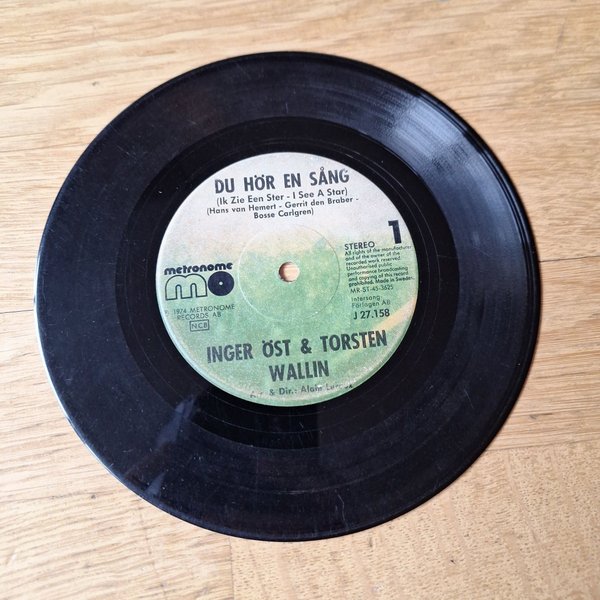 DU HÖR EN SÅNG
(Ik Zie Een Ster - I See A Star)
(Hans van Hemert - Gerrit den Braber -
Bosse Carlgren)
metronome
STEREO 1
All rights of the manufacturer
and of the owner of the
recorded work reserved.
Unauthorised public
performance broadcasting
and copying of this record
prohibited. Made in Sweden.
MR-ST-45-3625
Intersong
Förlagen AB
J 27.158
1974 METRONOME
RECORDS AB
NCB
INGER ÖST & TORSTEN
WALLIN
& Dir.: Alain